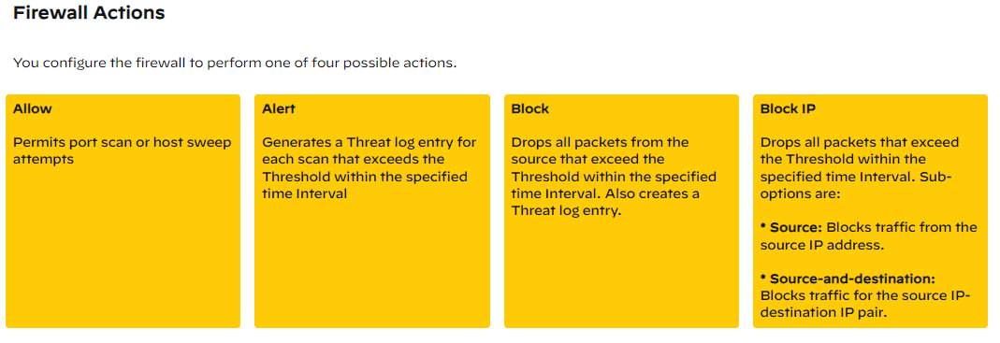 Firewall Actions
You configure the firewall to perform one of four possible actions.
Allow
Permits port scan or host sweep
attempts
Alert
Generates a Threat log entry for
each scan that exceeds the
Threshold within the specified
time Interval
Block
Drops all packets from the
source that exceed the
Threshold within the specified
time Interval. Also creates a
Threat log entry.
Block IP
Drops all packets that exceed
the Threshold within the
specified time Interval. Sub-
options are:
* Source: Blocks traffic from the
source IP address.
* Source-and-destination:
Blocks traffic for the source IP-
destination IP pair.